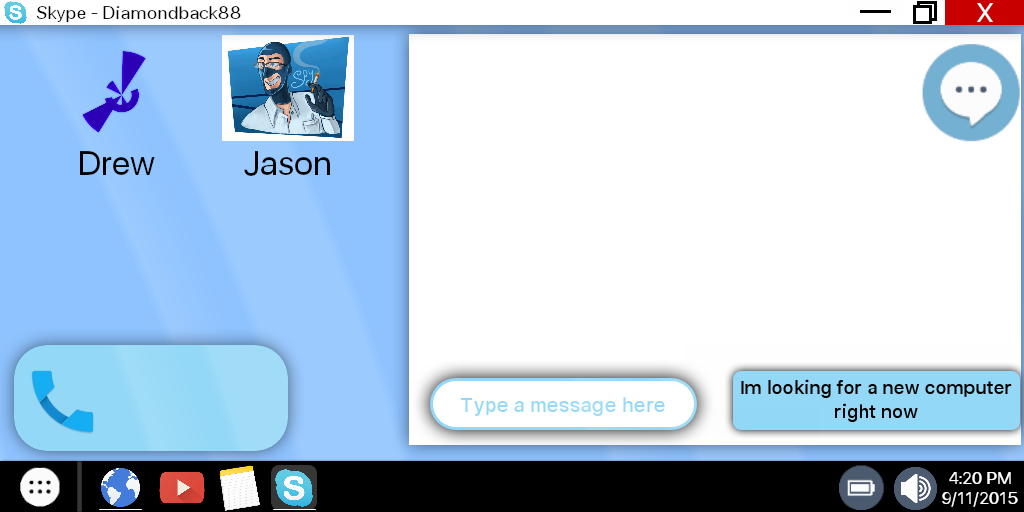 Skype - Diamondback88
X
Spy
Drew
Jason
Type a message here
Im looking for a new computer
right now
4:20 PM
9/11/2015